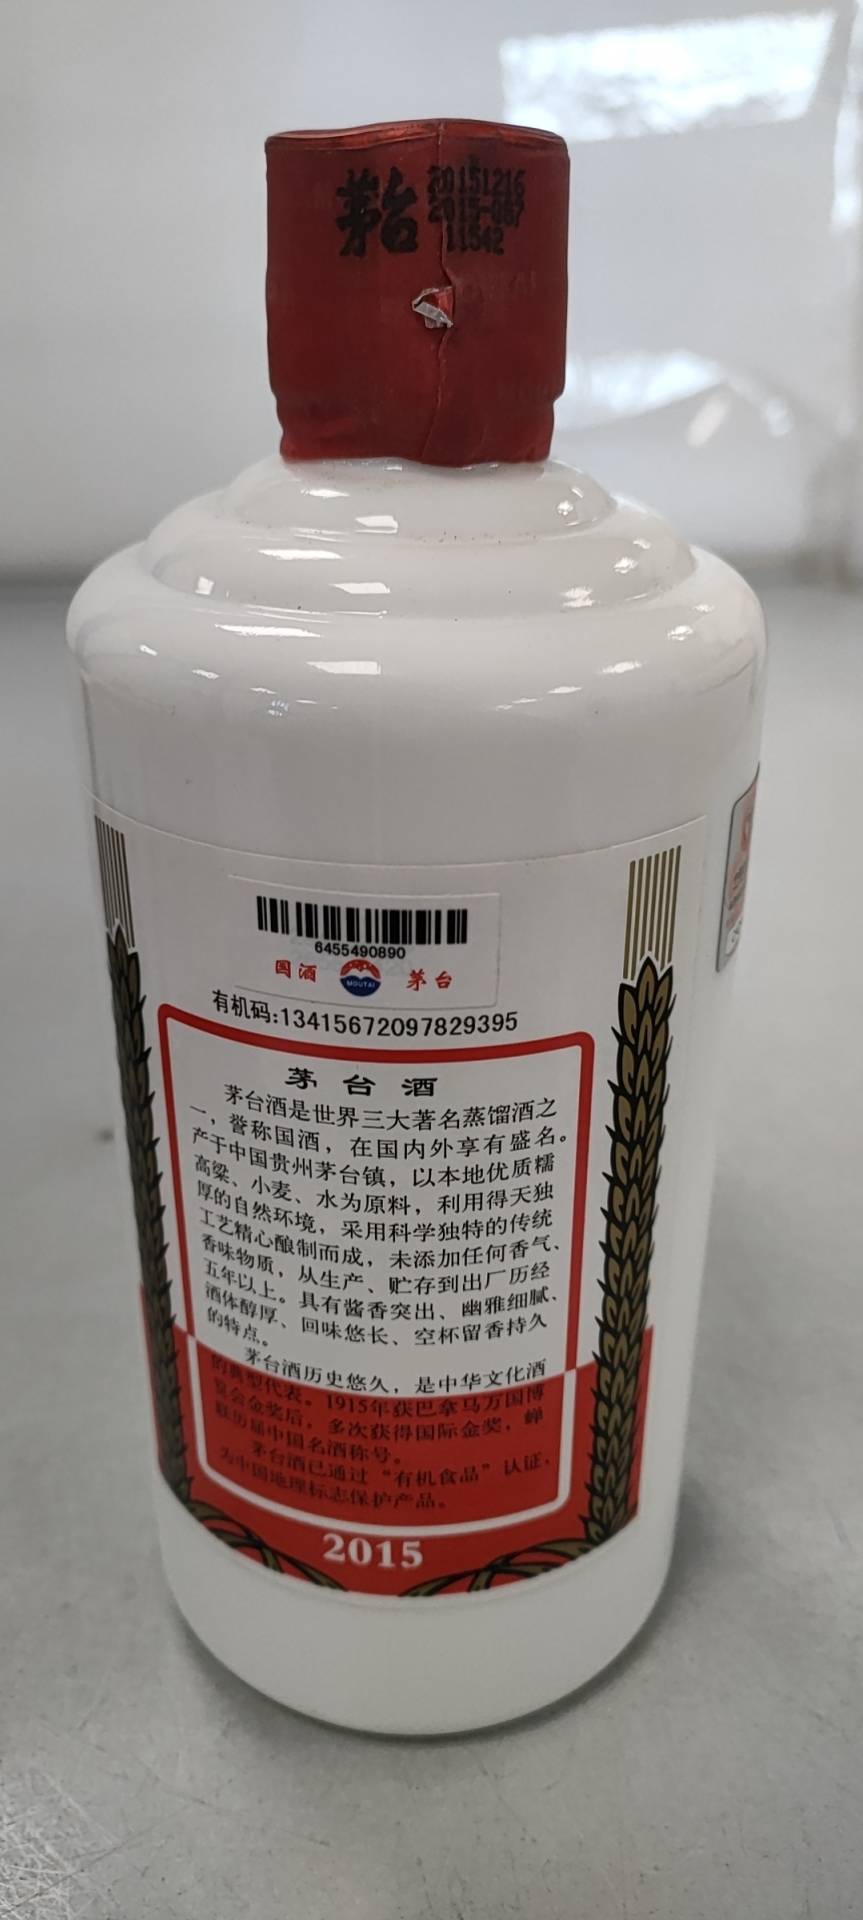 茅台
20151216
2015-087
11542
6455490890
国酒
MOUTAI
茅台
有机码:13415672097829395
茅台酒
茅台酒是世界三大著名蒸馏酒之
一，誉称国酒，在国内外享有盛名。
产于中国贵州茅台镇，以本地优质糯
高粱、小麦、水为原料，利用得天独
厚的自然环境，采用科学独特的传统
工艺精心酿制而成，未添加任何香气、
香味物质，从生产、贮存到出厂历经
五年以上。具有酱香突出、幽雅细腻、
酒体醇厚、回味悠长、空杯留香持久
的特点。
茅台酒历史悠久，是中华文化酒
的典型代表。1915年获巴拿马万国博
览会金奖后，多次获得国际金奖，蝉
联历届中国名酒称号。
茅台酒已通过“有机食品”认证，
为中国地理标志保护产品。
2015